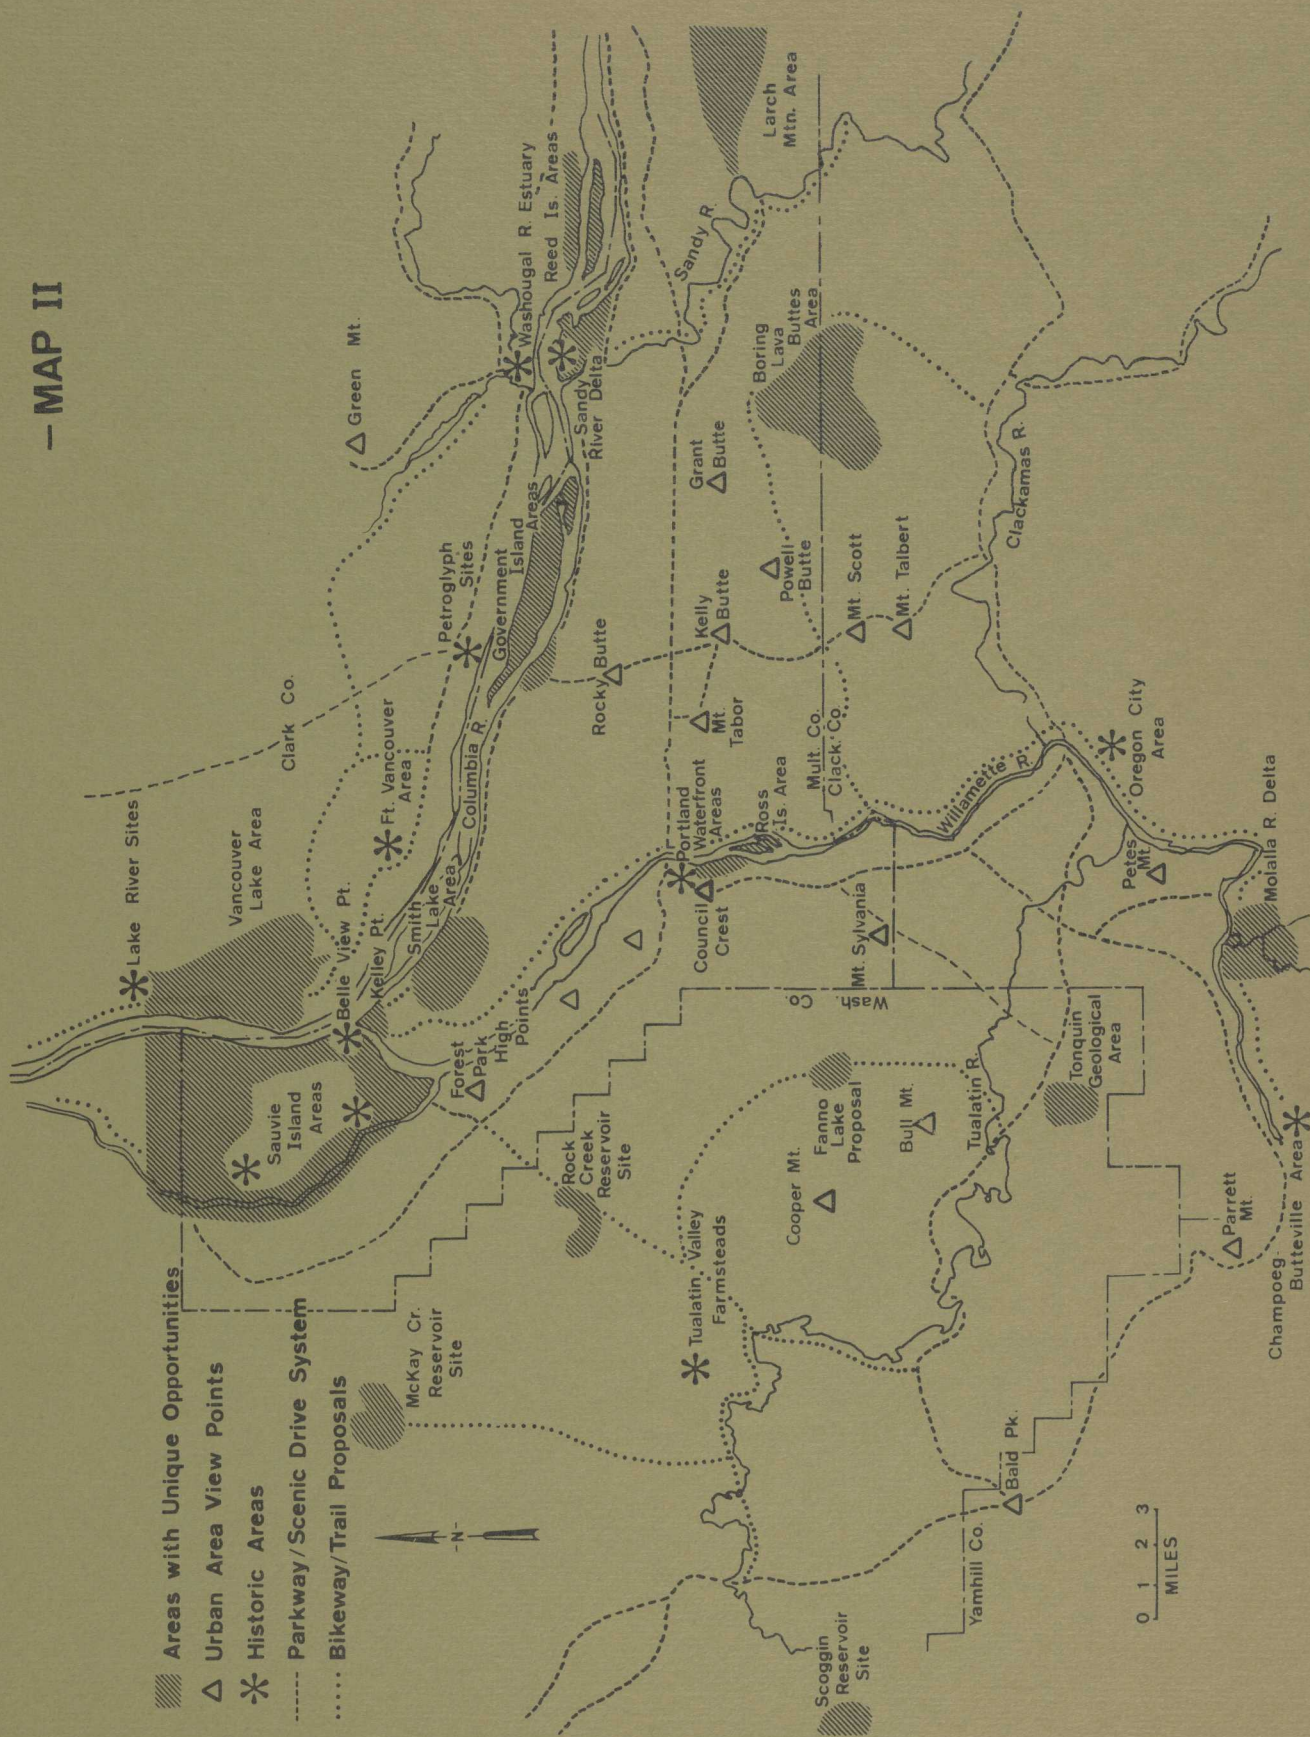 — MAP II
Areas with Unique Opportunities
Urban Area View Points
Historic Areas
Parkway/Scenic Drive System
Bikeway/Trail Proposals
-N-
Lake River Sites
Vancouver
Lake Area
Clark Co.
Green Mt.
Belle View Pt.
Kelley Pt.
Ft. Vancouver
Area
Petroglyph
Sites
Washougal R. Estuary
Reed Is. Areas
Sauvie
Island
Areas
Smith
Lake
Area
Columbia R.
Government
Island
Areas
Sandy
River Delta
Forest
Park
High
Points
McKay Cr.
Reservoir
Site
Rock
Creek
Reservoir
Site
Rocky Butte
Sandy R.
Larch
Mtn. Area
Tualatin Valley
Farmsteads
Council
Crest
Portland
Waterfront
Areas
Ross
Is. Area
Mt.
Tabor
Kelly
Butte
Grant
Butte
Powell
Butte
Boring
Lava
Buttes
Area
Mult. Co.
Clack. Co.
Cooper Mt.
Fanno
Lake
Proposal
Wash.
Co.
Mt. Sylvania
Mt. Scott
Mt. Talbert
Scoggin
Reservoir
Site
Bull Mt.
Tualatin R.
Willamette R.
Clackamas R.
Yamhill Co.
Bald Pk.
Tonquin
Geological
Area
Petes
Mt.
Oregon City
Area
0 1 2 3
MILES
Parrett
Mt.
Champoeg
Butteville Area
Molalla R. Delta